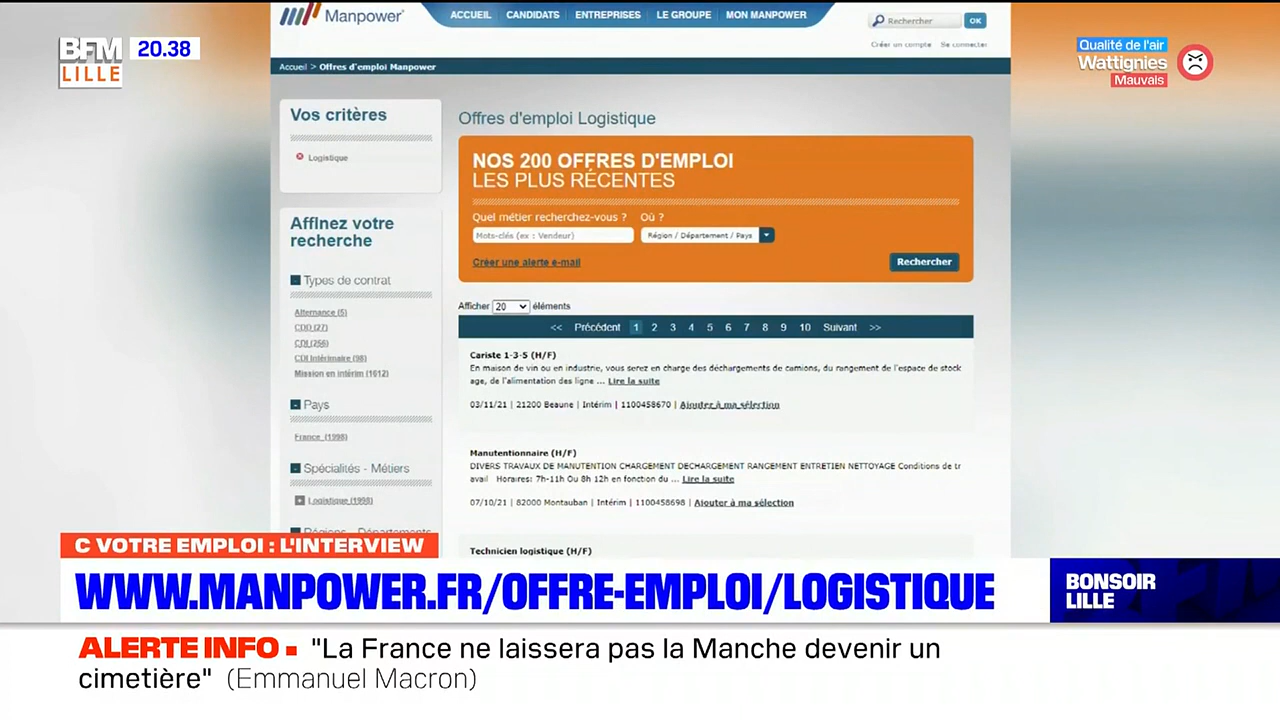 BFM
LILLE
20.38
Manpower
ACCUEIL CANDIDATS ENTREPRISES LE GROUPE MON MANPOWER
Rechercher OK
Créer un compte Se connecter
Qualité de l'air
Wattignies
Mauvais
Accueil > Offres d'emploi Manpower
Vos critères
Logistique
Affinez votre
recherche
Types de contrat
Alternance (5)
CDD (27)
CDI (256)
CDI Intérimaire (98)
Mission en intérim (1612)
Pays
France (1998)
Spécialités - Métiers
Logistique (1998)
Régions - Départements
Offres d'emploi Logistique
NOS 200 OFFRES D'EMPLOI
LES PLUS RÉCENTES
Quel métier recherchez-vous ? Où ?
Mots-clés (ex : Vendeur) Région / Département / Pays
Créer une alerte e-mail Rechercher
Afficher 20 éléments
<< Précédent 1 2 3 4 5 6 7 8 9 10 Suivant >>
Cariste 1-3-5 (H/F)
En maison de vin ou en industrie, vous serez en charge des déchargements de camions, du rangement de l'espace de stock
age, de l'alimentation des ligne ... Lire la suite
03/11/21 | 21200 Beaune | Intérim | 1100458670 | Ajouter à ma sélection
Manutentionnaire (H/F)
DIVERS TRAVAUX DE MANUTENTION CHARGEMENT DECHARGEMENT RANGEMENT ENTRETIEN NETTOYAGE Conditions de tr
avail Horaires: 7h-11h Ou 8h 12h en fonction du ... Lire la suite
07/10/21 | 82000 Montauban | Intérim | 1100458698 | Ajouter à ma sélection
Technicien logistique (H/F)
C VOTRE EMPLOI : L'INTERVIEW
WWW.MANPOWER.FR/OFFRE-EMPLOI/LOGISTIQUE
BONSOIR
LILLE
ALERTE INFO "La France ne laissera pas la Manche devenir un
cimetière" (Emmanuel Macron)